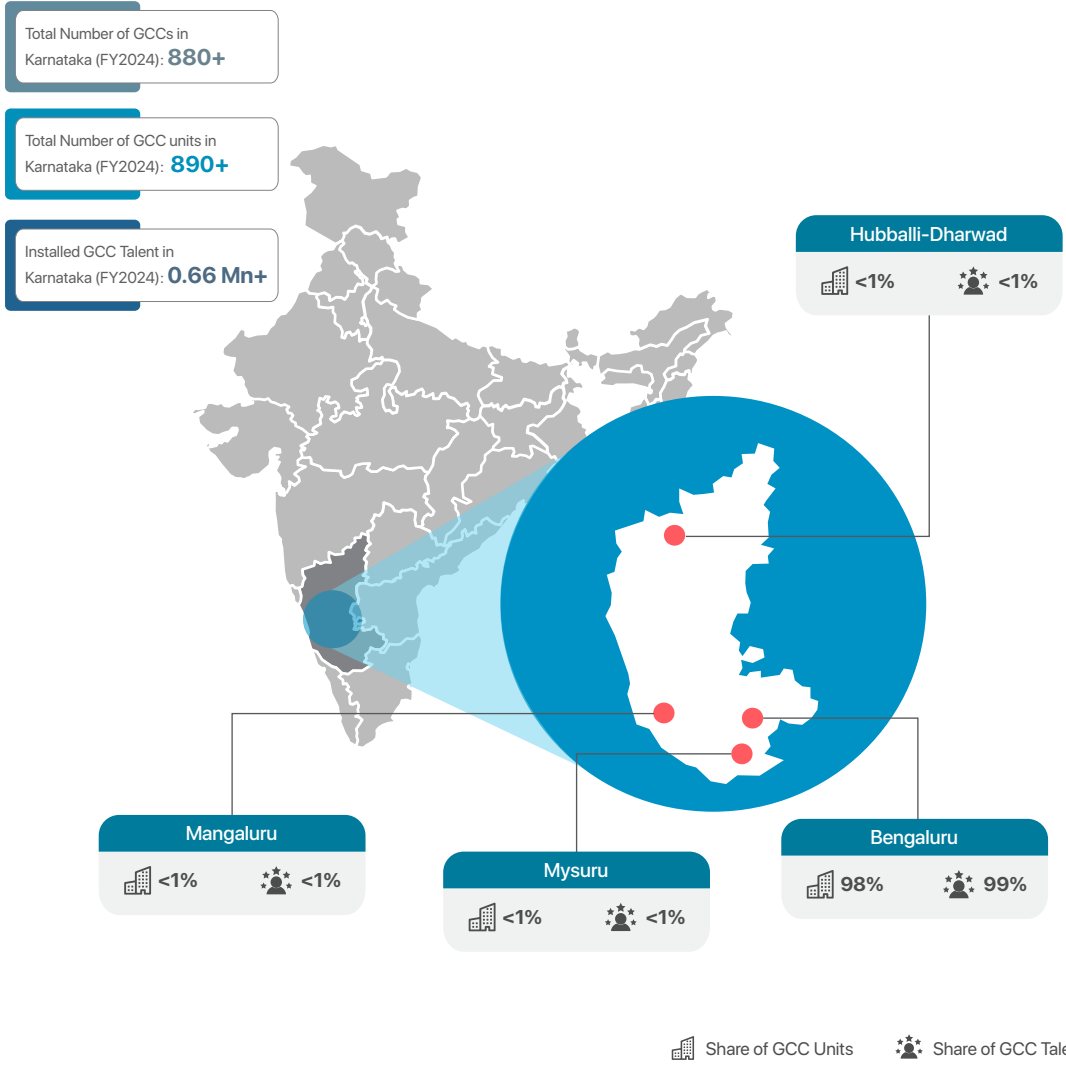 Total Number of GCCs in
Karnataka (FY2024): 880+
Total Number of GCC units in
Karnataka (FY2024): 890+
Installed GCC Talent in
Karnataka (FY2024): 0.66 Mn+
Hubballi-Dharwad
<1% <1%
Mangaluru
<1% <1%
Mysuru
<1% <1%
Bengaluru
98% 99%
Share of GCC Units
Share of GCC